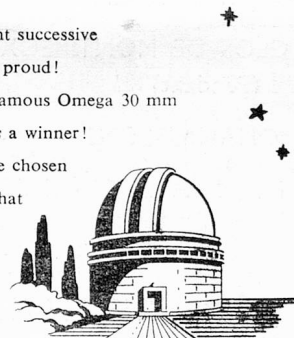 nt successive
proud!
amous Omega 30 mm
a winner!
e chosen
hat